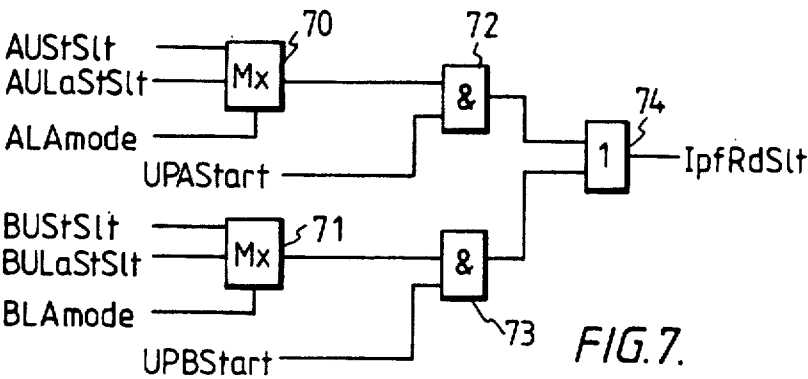 AUStSlt
AULaStSlt
ALAmode
Mx
70
UPAStart
&
72
1
74
IpfRdSlt
BUStSlt
BULaStSlt
BLAmode
Mx
71
UPBStart
&
73
FIG.7.